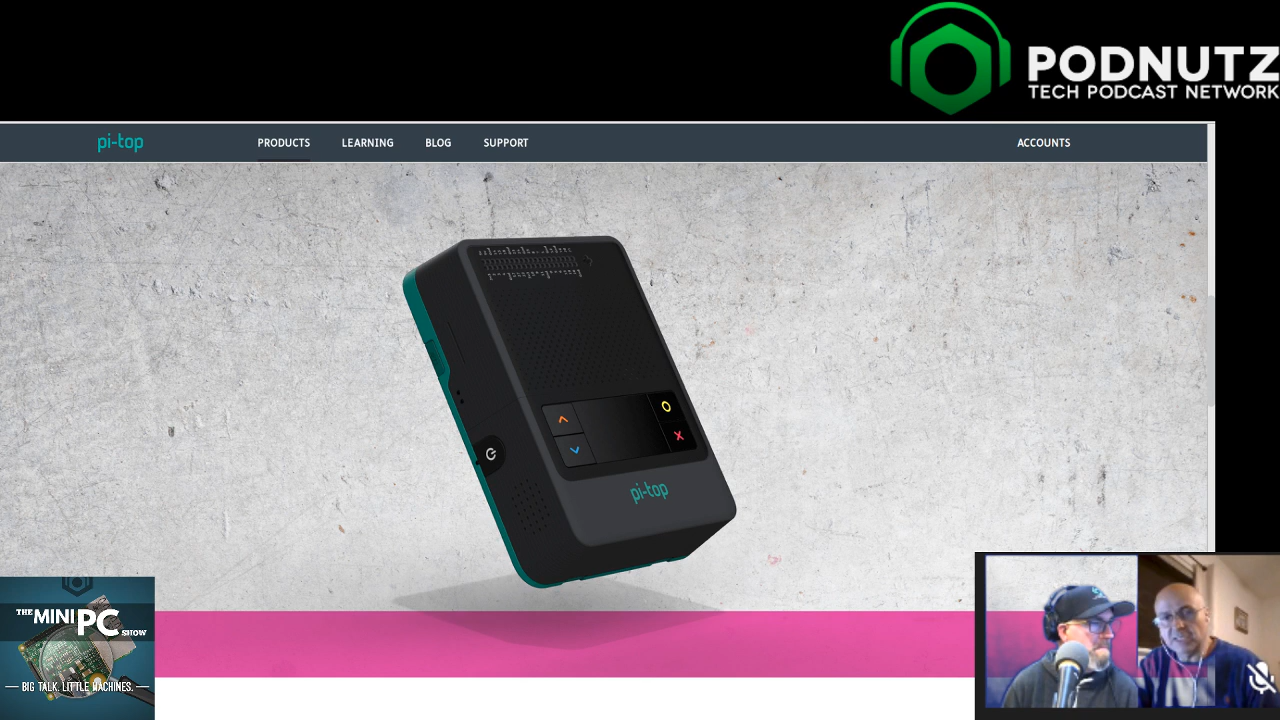 PODNUTZ
TECH PODCAST NETWORK
pi-top
PRODUCTS
LEARNING
BLOG
SUPPORT
ACCOUNTS
pi-top
THE MINI PC SHOW
BIG TALK. LITTLE MACHINES.